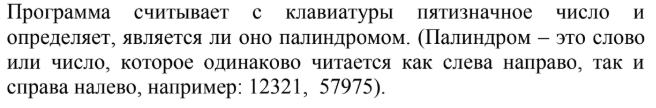 Программа считывает с клавиатуры пятизначное число и
определяет, является ли оно палиндромом. (Палиндром – это слово
или число, которое одинаково читается как слева направо, так и
справа налево, например: 12321, 57975).